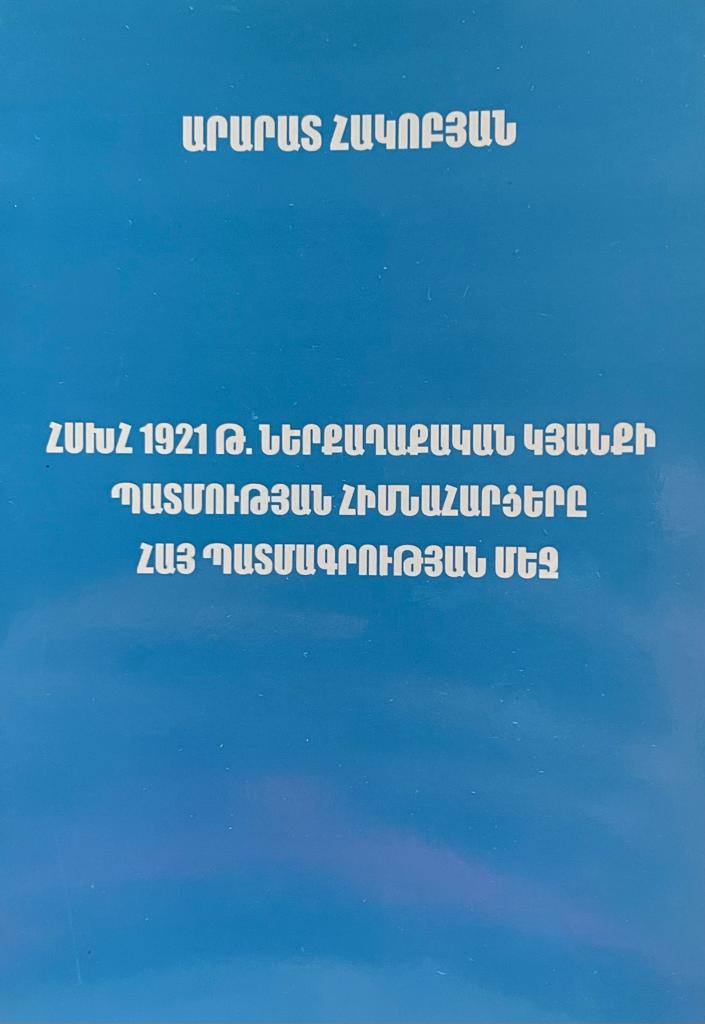 ԱՐԱՐԱՏ ՀԱԿՈԲՅԱՆ
ՀՍԽՀ 1921 Թ. ՆԵՐՔԱՂԱՔԱԿԱՆ ԿՅԱՆՔԻ
ՊԱՏՄՈՒԹՅԱՆ ՀԻՄՆԱՀԱՐՑԵՐԸ
ՀԱՅ ՊԱՏՄԱԳՐՈՒԹՅԱՆ ՄԵՋ